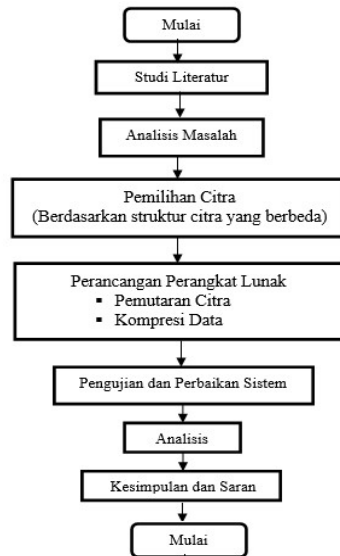 Mulai
Studi Literatur
Analisis Masalah
Pemilihan Citra
(Berdasarkan struktur citra yang berbeda)
Perancangan Perangkat Lunak
▪ Pemutaran Citra
▪ Kompresi Data
Pengujian dan Perbaikan Sistem
Analisis
Kesimpulan dan Saran
Mulai